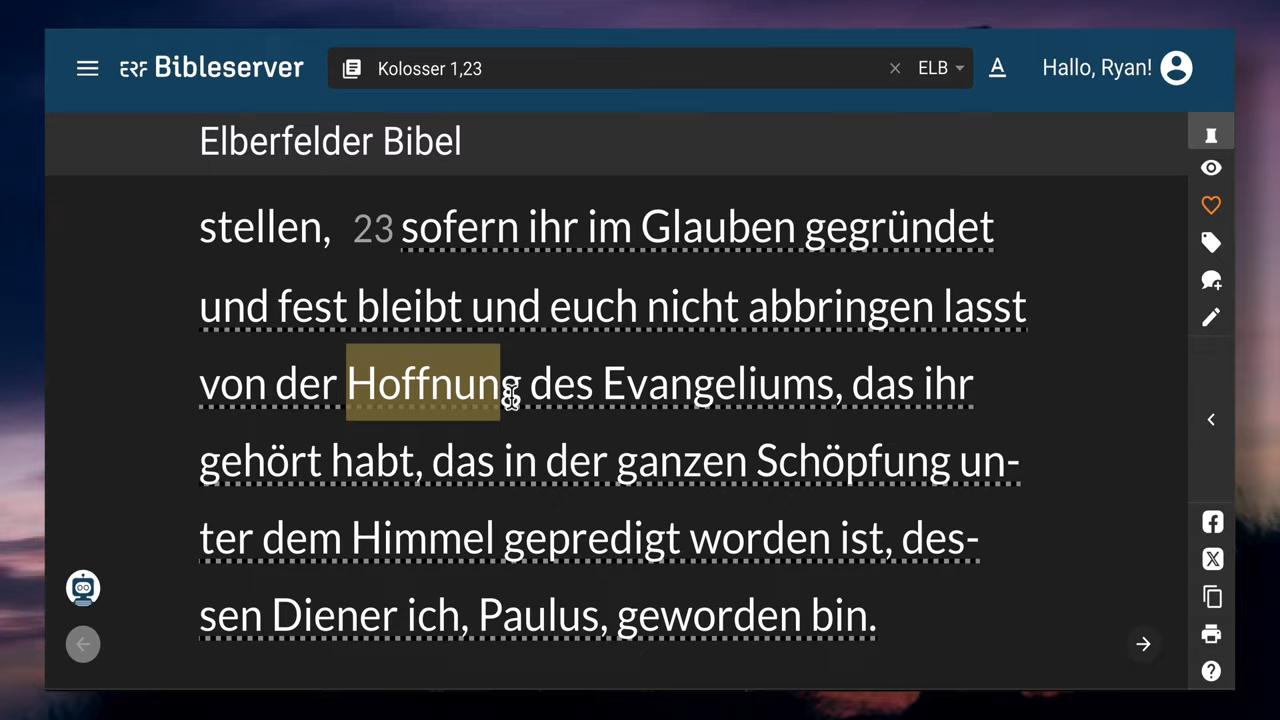 ERF Bibleserver
Kolosser 1,23
ELB
A
Hallo, Ryan!
Elberfelder Bibel
stellen, 23 sofern ihr im Glauben gegründet
und fest bleibt und euch nicht abbringen lasst
von der Hoffnung des Evangeliums, das ihr
gehört habt, das in der ganzen Schöpfung un-
ter dem Himmel gepredigt worden ist, des-
sen Diener ich, Paulus, geworden bin.